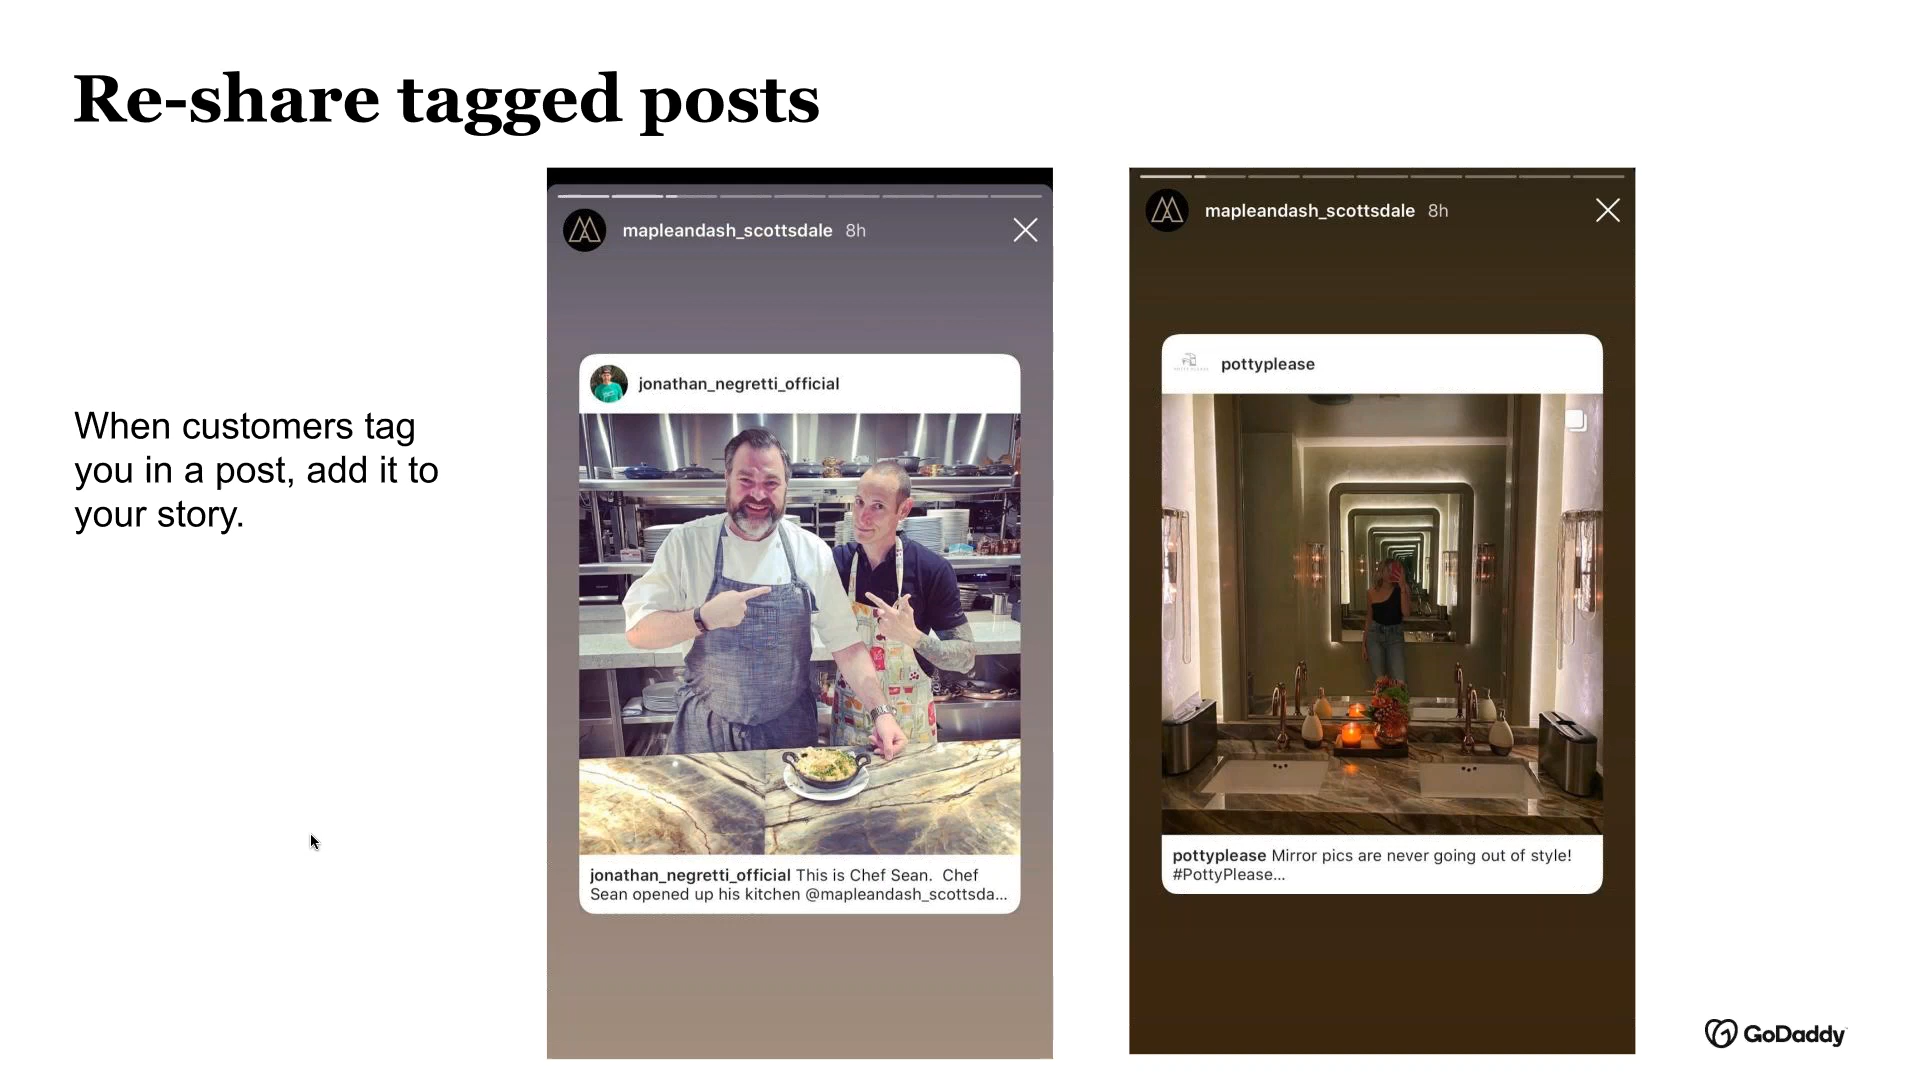 Re-share tagged posts
When customers tag
you in a post, add it to
your story.
mapleandash_scottsdale 8h
jonathan_negretti_official
jonathan_negretti_official This is Chef Sean.  Chef
Sean opened up his kitchen @mapleandash_scottsda...
mapleandash_scottsdale 8h
pottyplease
pottyplease Mirror pics are never going out of style!
#PottyPlease...
GoDaddy